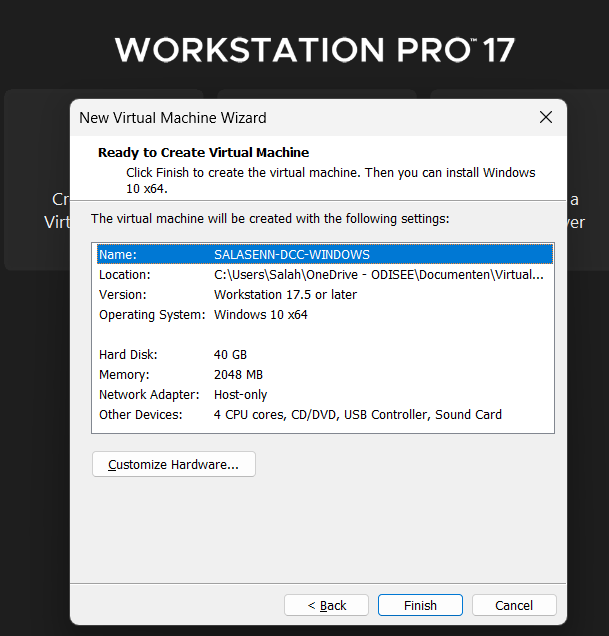 WORKSTATION PRO™ 17
New Virtual Machine Wizard
Ready to Create Virtual Machine
Click Finish to create the virtual machine. Then you can install Windows
10 x64.
Cr
a
Virt
ver
The virtual machine will be created with the following settings:
Name: SALASENN-DCC-WINDOWS
Location: C:\Users\Salah\OneDrive - ODISEE\Documenten\Virtual...
Version: Workstation 17.5 or later
Operating System: Windows 10 x64
Hard Disk: 40 GB
Memory: 2048 MB
Network Adapter: Host-only
Other Devices: 4 CPU cores, CD/DVD, USB Controller, Sound Card
Customize Hardware...
< Back
Finish
Cancel